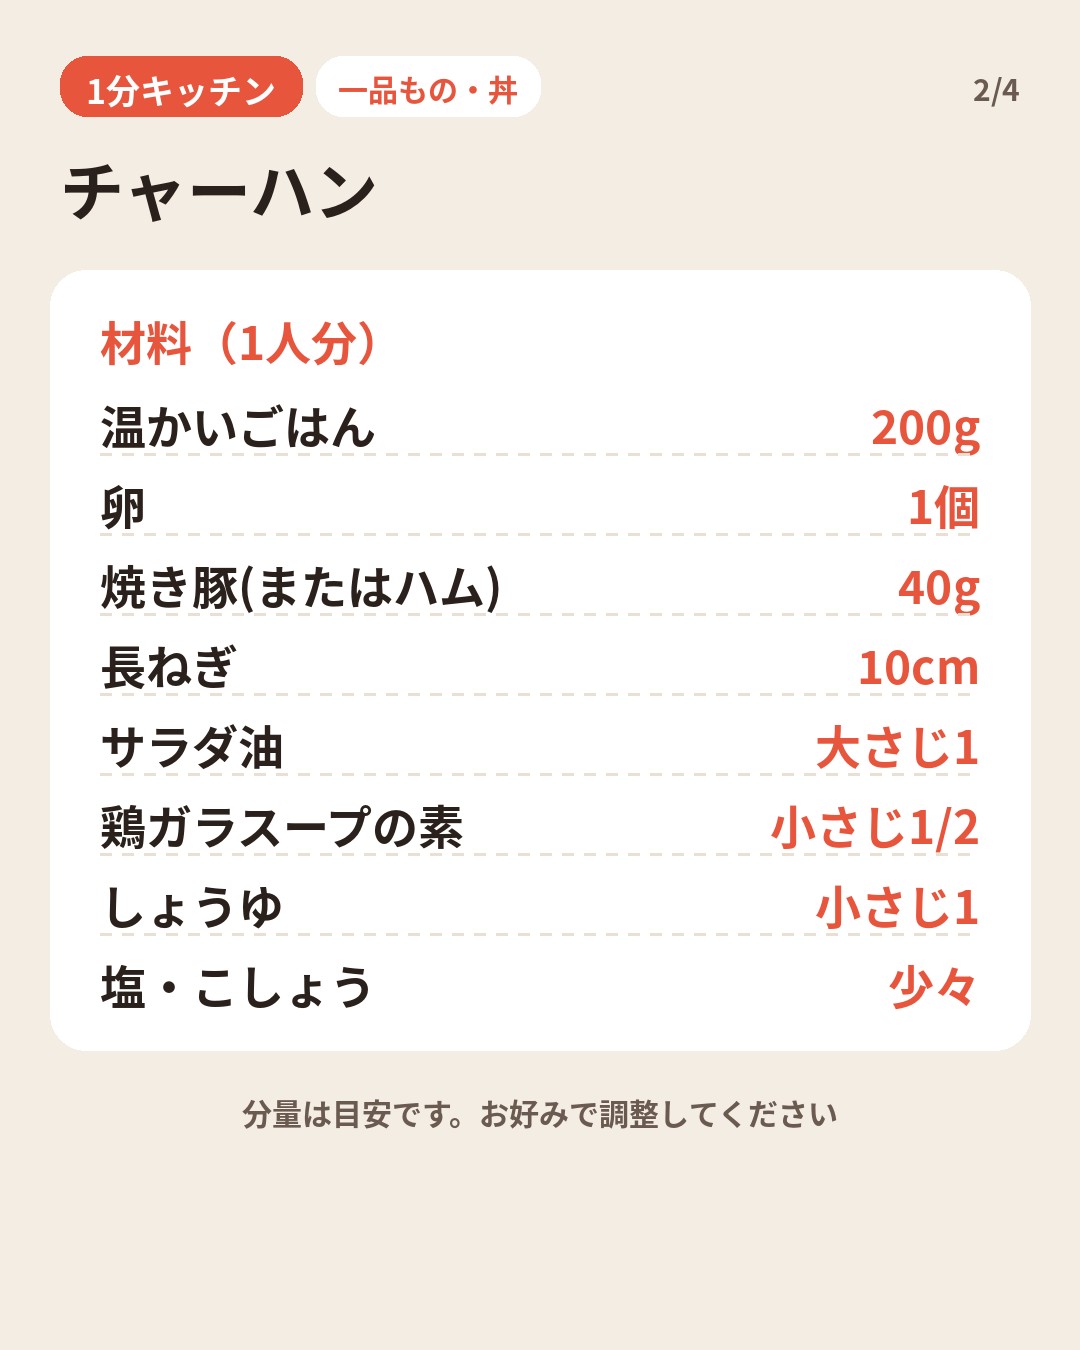 1分キッチン 一品もの・丼 2/4
チャーハン
材料（1人分）
温かいごはん 200g
卵 1個
焼き豚(またはハム) 40g
長ねぎ 10cm
サラダ油 大さじ1
鶏ガラスープの素 小さじ1/2
しょうゆ 小さじ1
塩・こしょう 少々
分量は目安です。お好みで調整してください